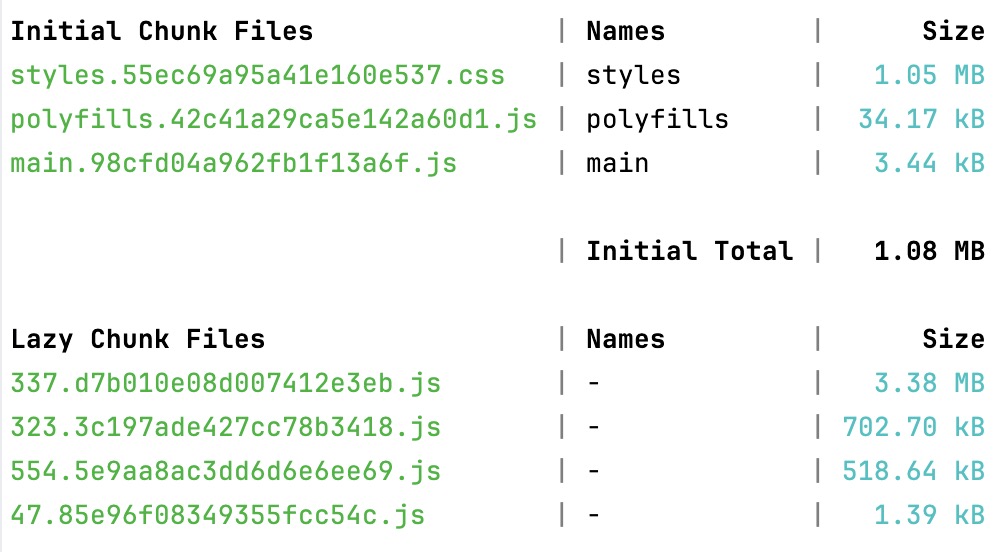 Initial Chunk Files | Names | Size
styles.55ec69a95a41e160e537.css | styles | 1.05 MB
polyfills.42c41a29ca5e142a60d1.js | polyfills | 34.17 kB
main.98cfd04a962fb1f13a6f.js | main | 3.44 kB
| Initial Total | 1.08 MB
Lazy Chunk Files | Names | Size
337.d7b010e08d007412e3eb.js | - | 3.38 MB
323.3c197ade427cc78b3418.js | - | 702.70 kB
554.5e9aa8ac3dd6d6e6ee69.js | - | 518.64 kB
47.85e96f08349355fcc54c.js | - | 1.39 kB